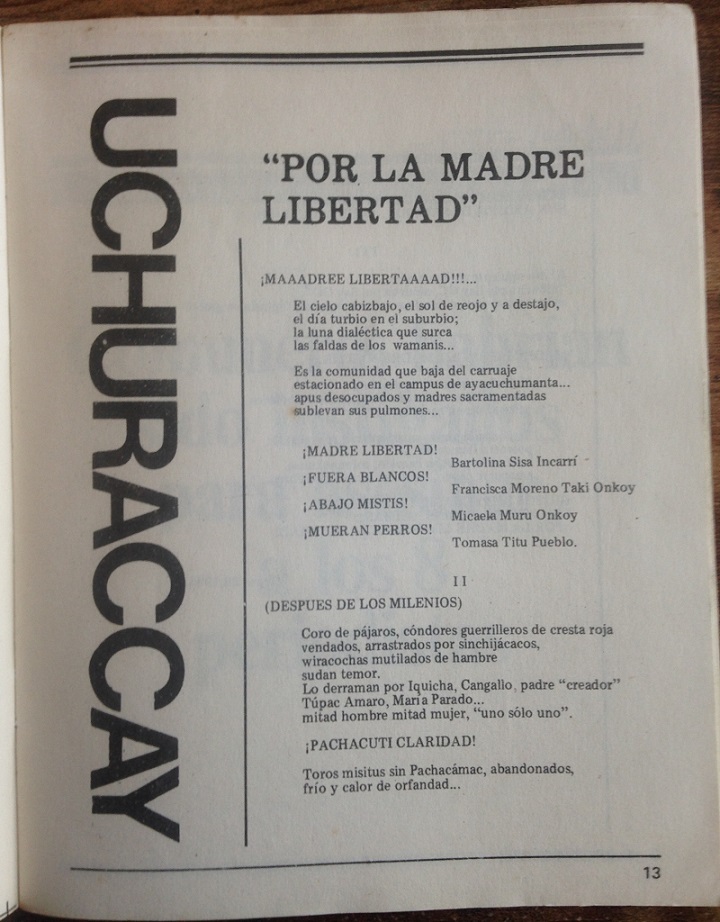 UCHURACCAY
“POR LA MADRE
LIBERTAD”
¡MAAADREE LIBERTAAAAD!!!...
El cielo cabizbajo, el sol de reojo y a destajo,
el día turbio en el suburbio;
la luna dialéctica que surca
las faldas de los wamanis...
Es la comunidad que baja del carruaje
estacionado en el campus de ayacuchumanta...
apus desocupados y madres sacramentadas
sublevan sus pulmones...
¡MADRE LIBERTAD!
Bartolina Sisa Incarrí
¡FUERA BLANCOS!
Francisca Moreno Taki Onkoy
¡ABAJO MISTIS!
Micaela Muru Onkoy
¡MUERAN PERROS!
Tomasa Titu Pueblo.
II
(DESPUES DE LOS MILENIOS)
Coro de pájaros, cóndores guerrilleros de cresta roja
vendados, arrastrados por sinchijácacos,
wiracochas mutilados de hambre
sudan temor.
Lo derraman por Iquicha, Cangallo, padre “creador”
Túpac Amaro, María Parado...
mitad hombre mitad mujer, “uno sólo uno”.
¡PACHACUTI CLARIDAD!
Toros misitus sin Pachacámac, abandonados,
frío y calor de orfandad...
13